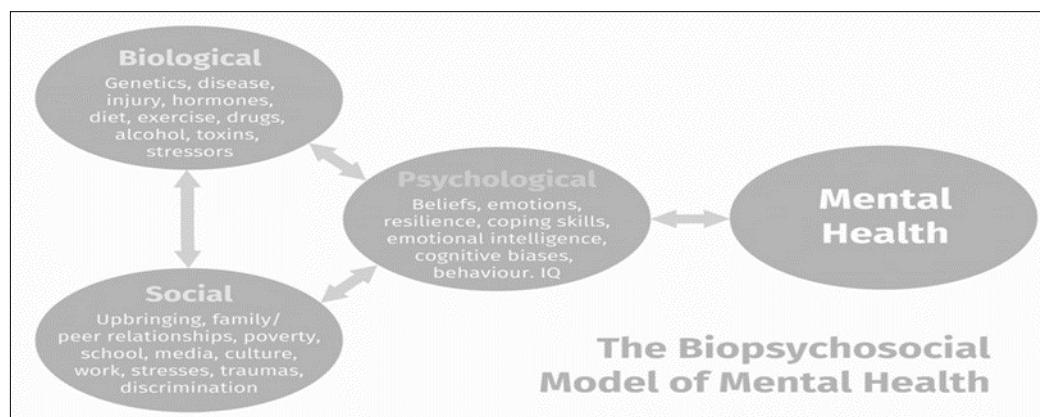 Biological
Genetics, disease,
injury, hormones,
diet, exercise, drugs,
alcohol, toxins,
stressors
Psychological
Beliefs, emotions,
resilience, coping skills,
emotional intelligence,
cognitive biases,
behaviour. IQ
Mental
Health
Social
Upbringing, family/
peer relationships, poverty,
school, media, culture,
work, stresses, traumas,
discrimination
The Biopsychosocial
Model of Mental Health